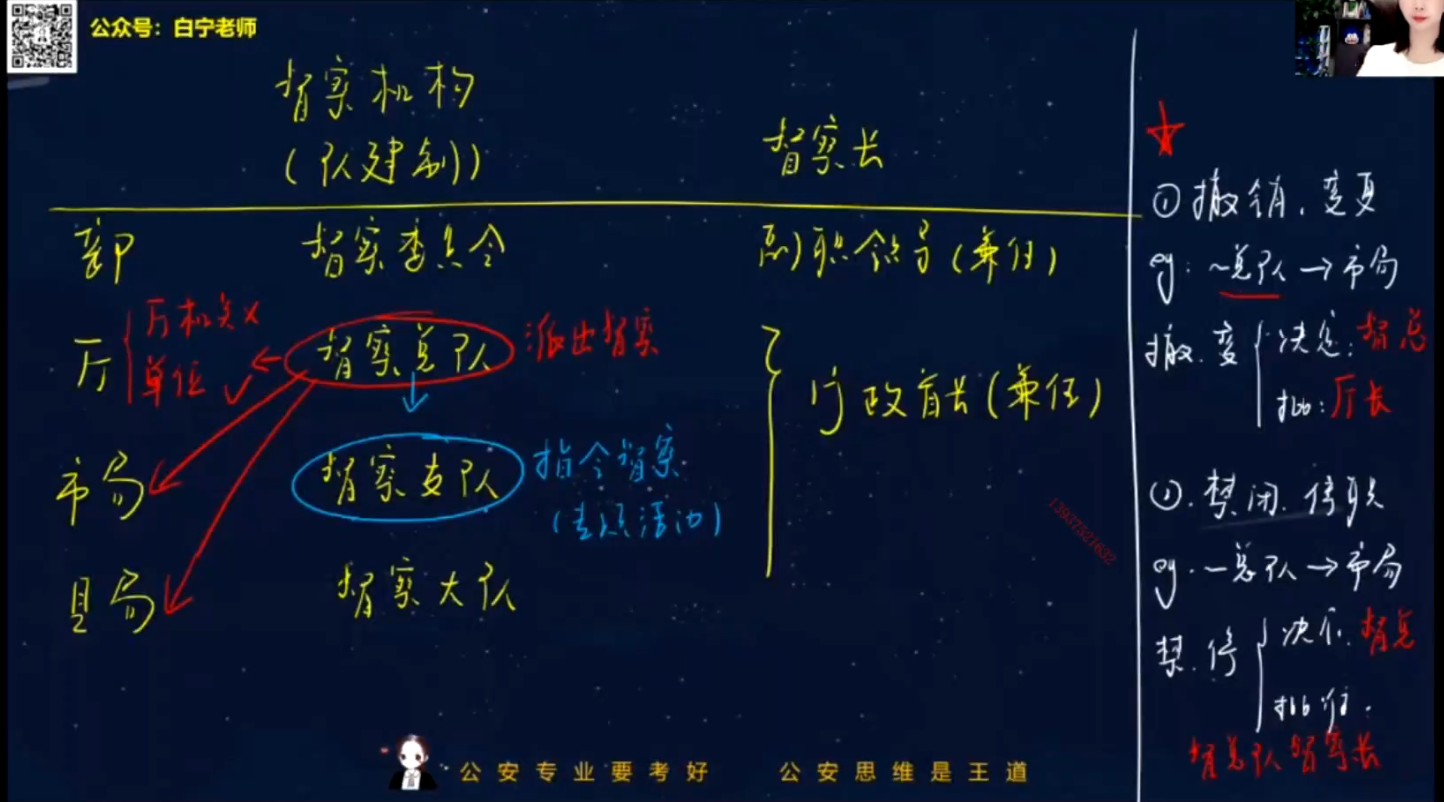 公众号：白宁老师
督察机构
（队建制）
督察长
部
督察委员会
副职领导（兼任）
厅
厅机关×
单位✓
督察总队
：派出督察
行政首长（兼任）
市局
督察支队
指令督察
（专项活动）
县局
督察大队
★
①撤销、变更
eg：~总队→市局
撤、变
决定：督总
批：厅长
②.禁闭、停职
eg.~总队→市局
禁、停
决定.督总
批准.
督总队督察长
13937521632
公安专业要考好
公安思维是王道